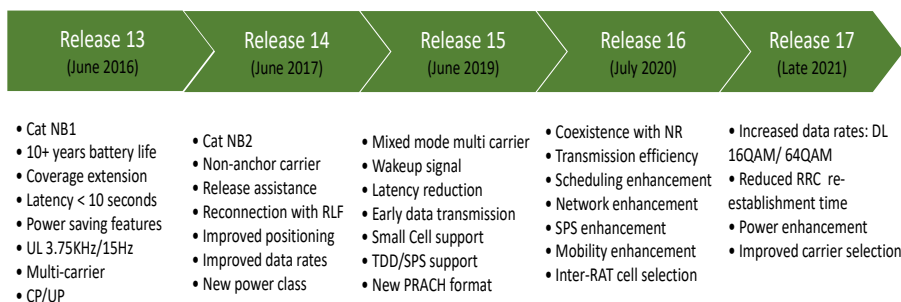 Release 13
(June 2016)
Release 14
(June 2017)
Release 15
(June 2019)
Release 16
(July 2020)
Release 17
(Late 2021)
• Cat NB1
• 10+ years battery life
• Coverage extension
• Latency < 10 seconds
• Power saving features
• UL 3.75KHz/15Hz
• Multi-carrier
• CP/UP
• Cat NB2
• Non-anchor carrier
• Release assistance
• Reconnection with RLF
• Improved positioning
• Improved data rates
• New power class
• Mixed mode multi carrier
• Wakeup signal
• Latency reduction
• Early data transmission
• Small Cell support
• TDD/SPS support
• New PRACH format
• Coexistence with NR
• Transmission efficiency
• Scheduling enhancement
• Network enhancement
• SPS enhancement
• Mobility enhancement
• Inter-RAT cell selection
• Increased data rates: DL
16QAM/ 64QAM
• Reduced RRC re-
establishment time
• Power enhancement
• Improved carrier selection